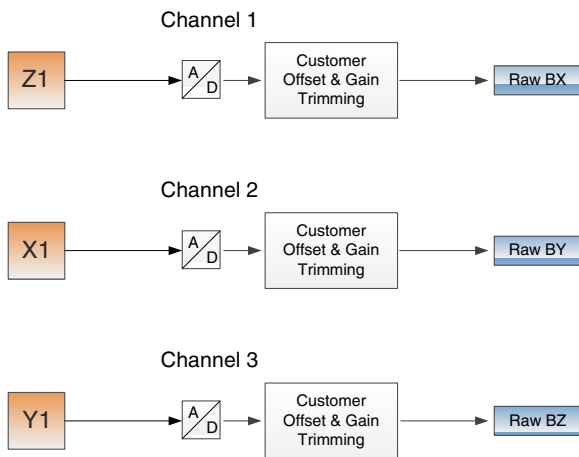 Channel 1
Z1
A
D
Customer
Offset & Gain
Trimming
Raw BX
Channel 2
X1
A
D
Customer
Offset & Gain
Trimming
Raw BY
Channel 3
Y1
A
D
Customer
Offset & Gain
Trimming
Raw BZ